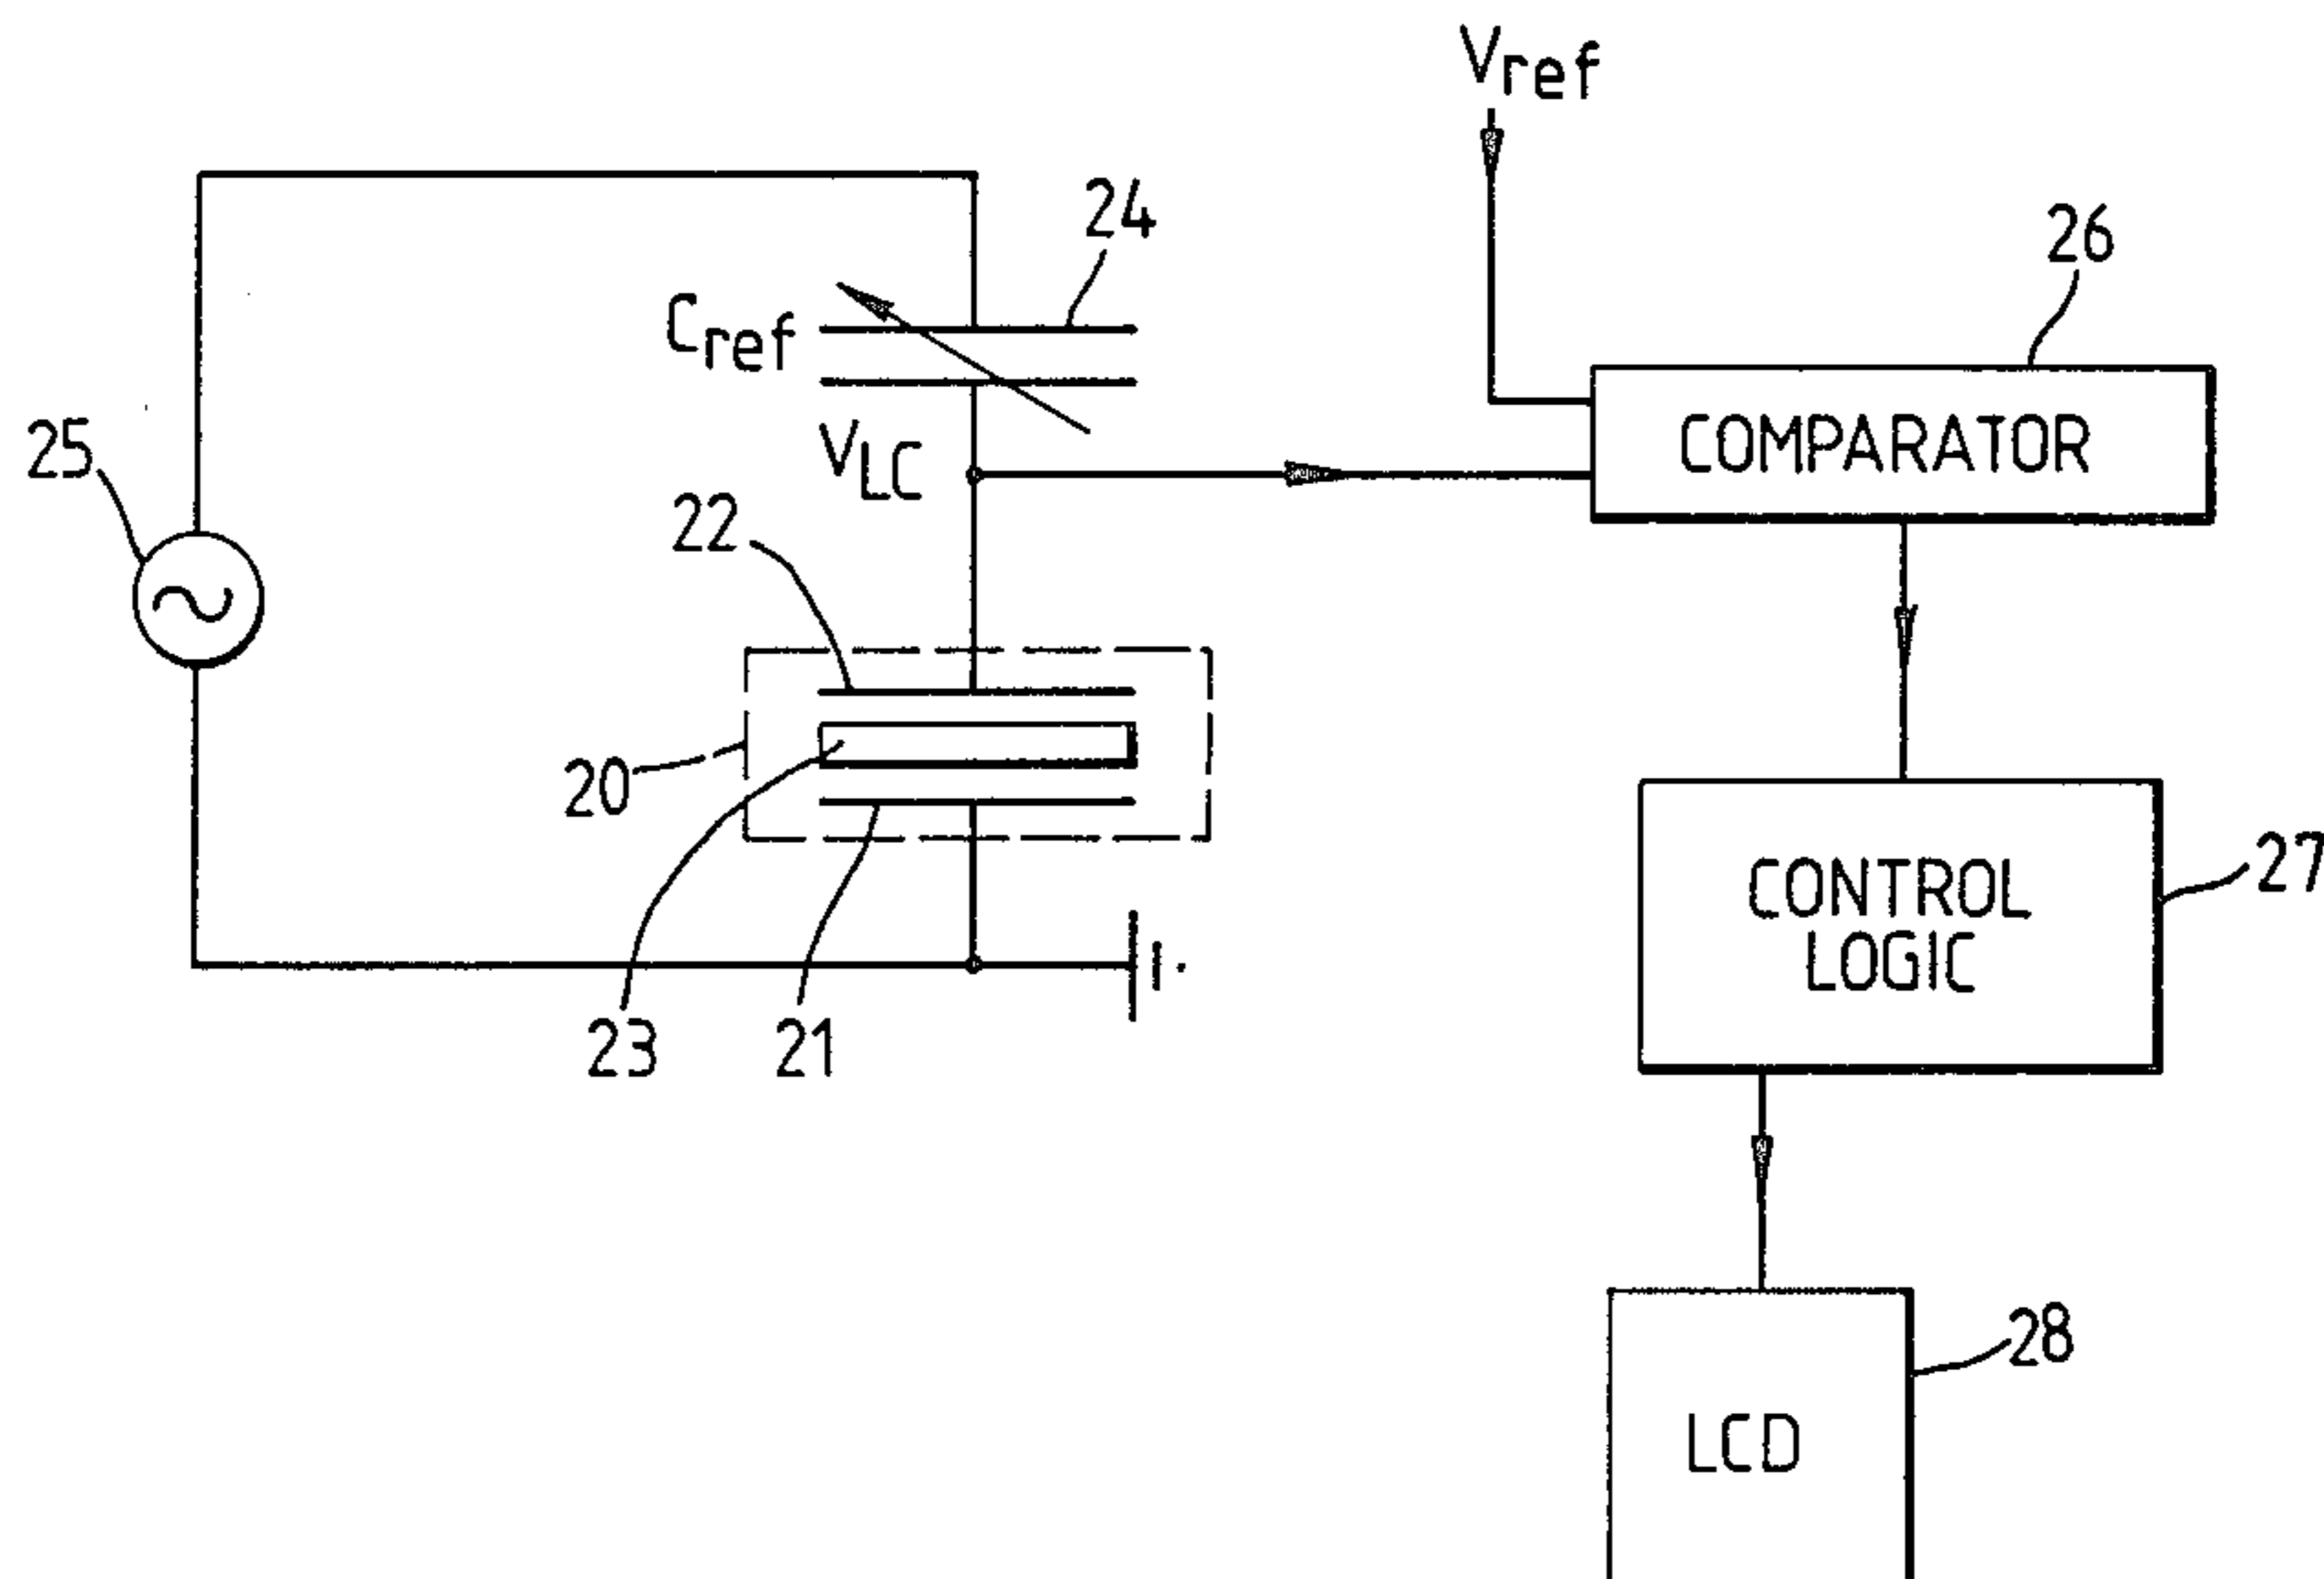 Vref
24
26
Cref
COMPARATOR
25
VLC
22
20
CONTROL
LOGIC
27
23
21
28
LCD